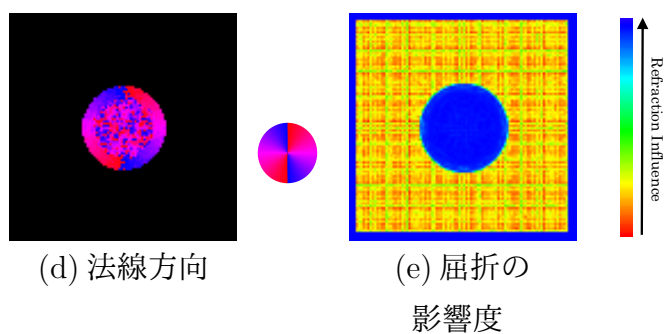 Refraction Influence
(d) 法線方向
(e) 屈折の
影響度